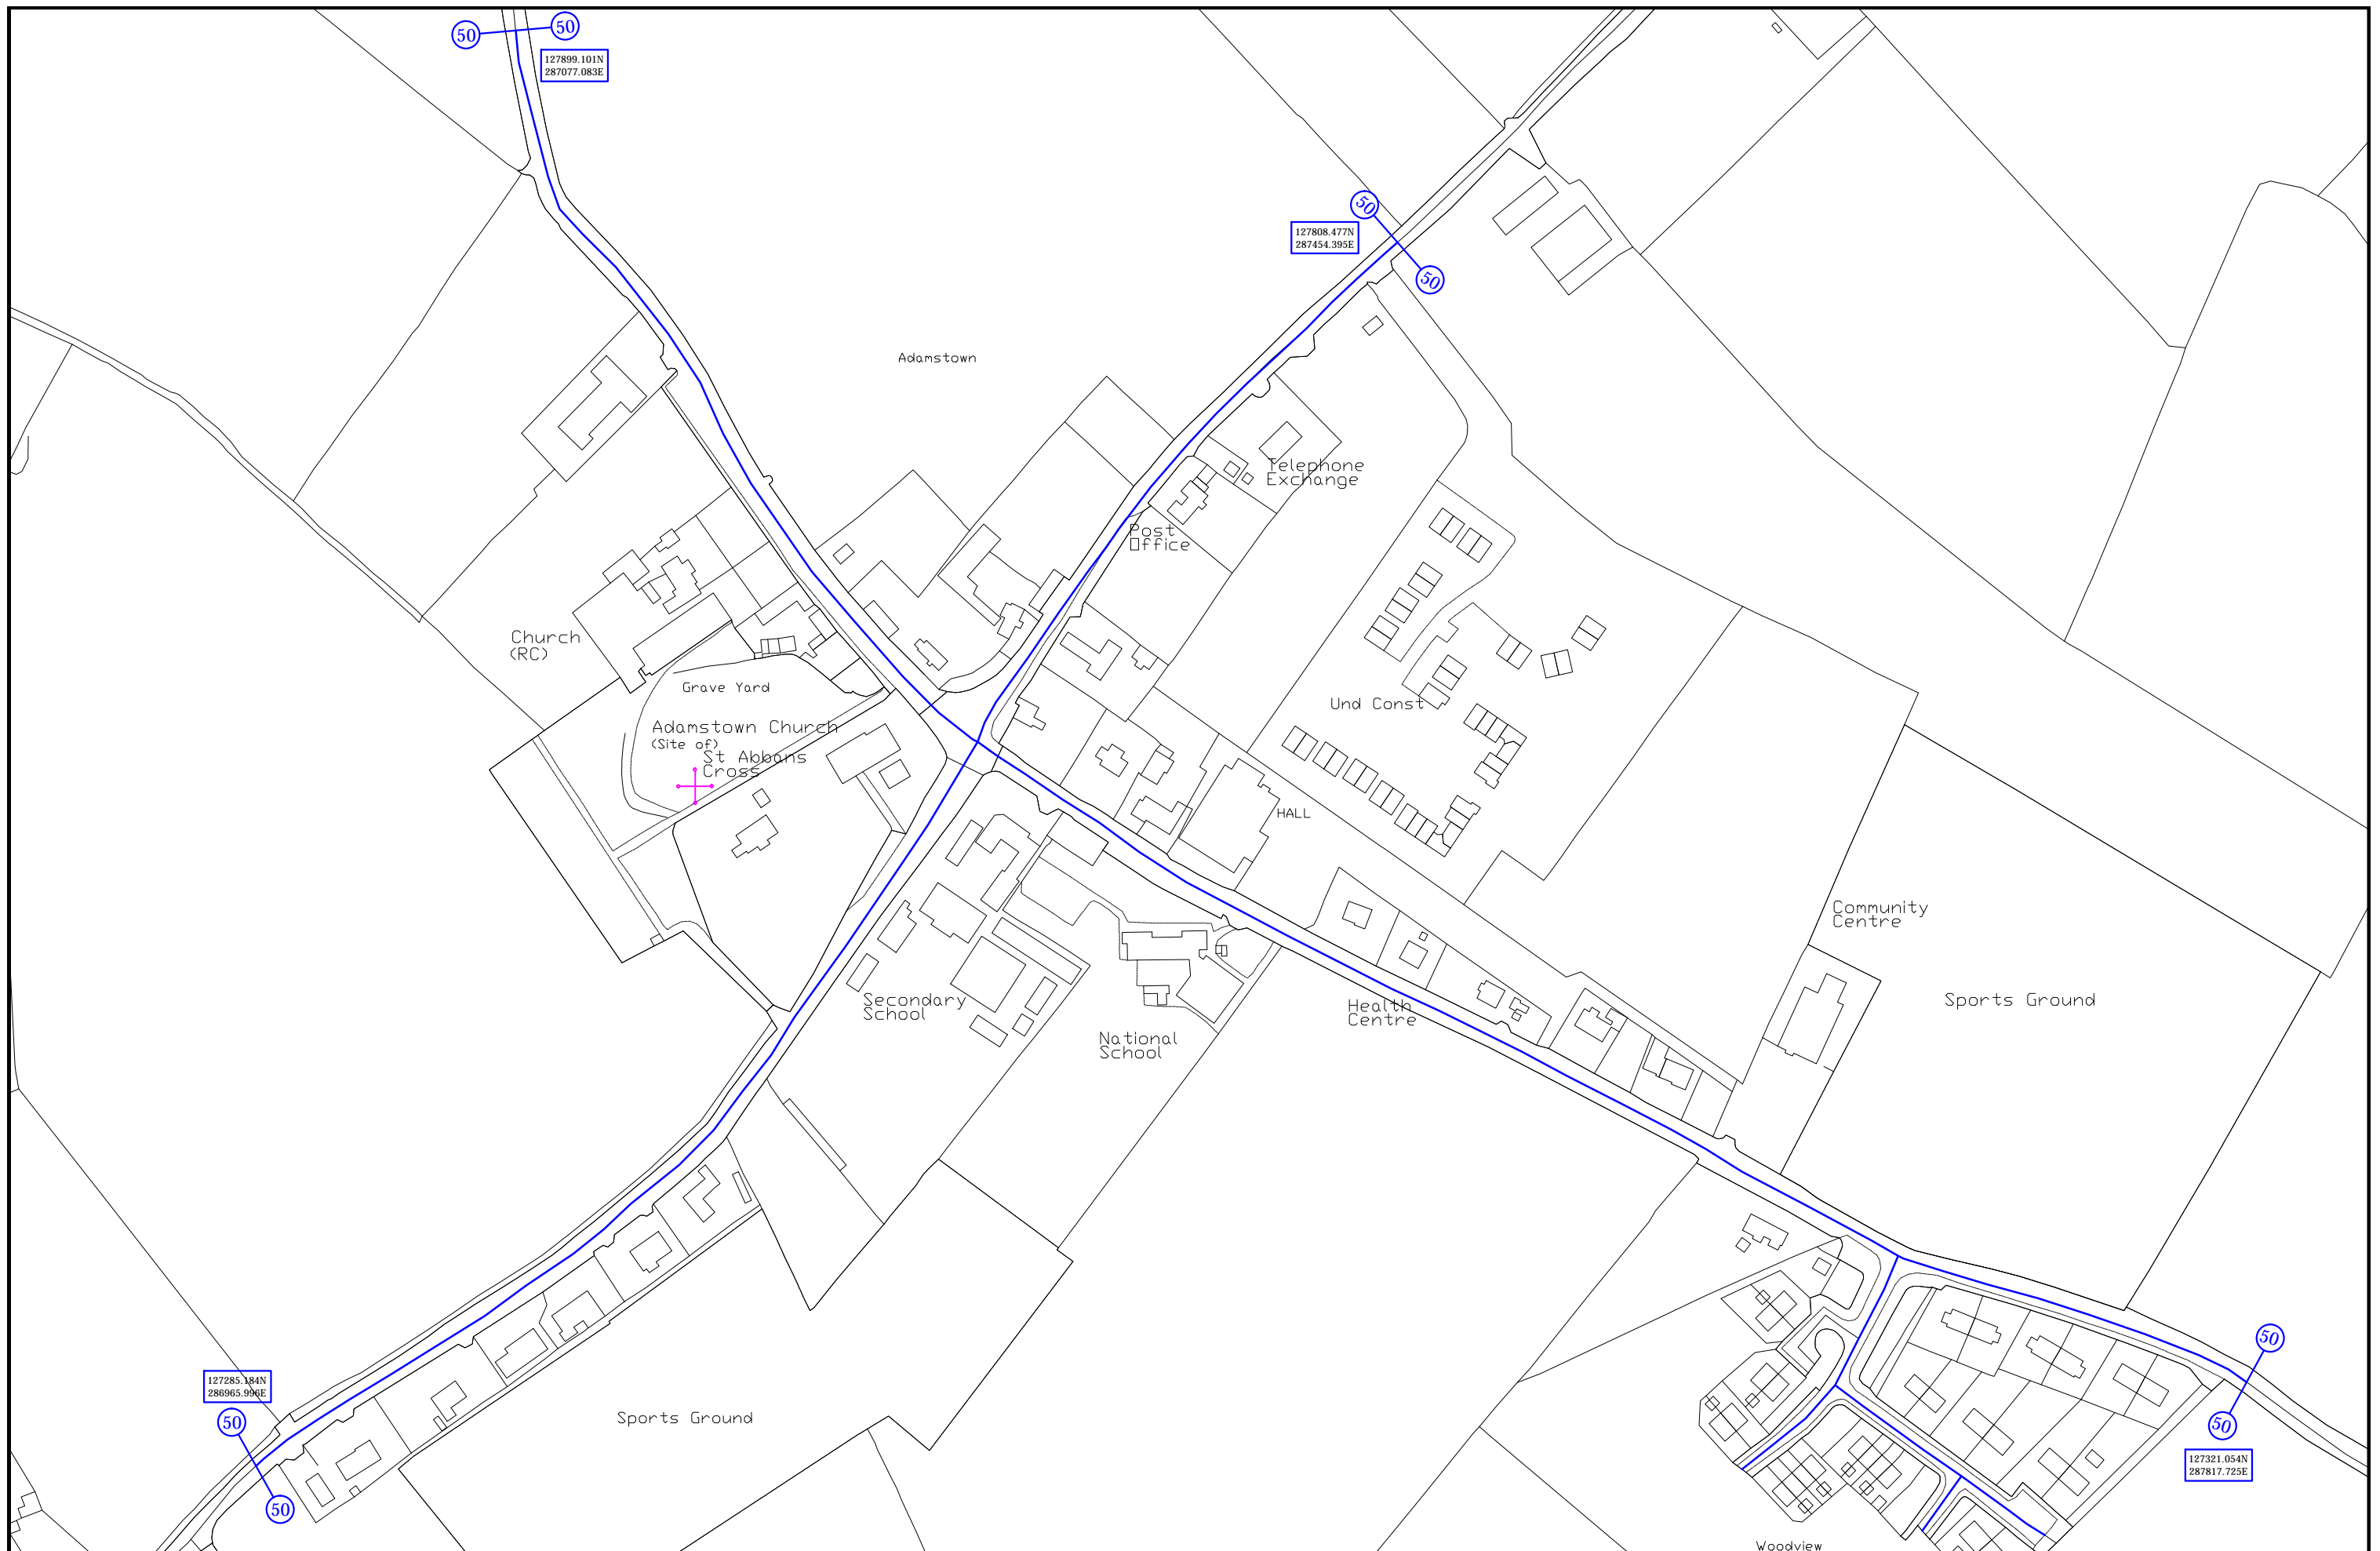 50
50
127899.101N
287077.083E
50
127808.477N
287454.395E
50
Adamstown
Telephone
Exchange
Post
Office
Church
(RC)
Grave Yard
Und Const
Adamstown Church
(Site of)
St Abbans
Cross
HALL
Community
Centre
Secondary
School
Health
Centre
Sports Ground
National
School
50
127285.184N
286965.996E
50
50
Sports Ground
50
127321.054N
287817.725E
Woodview